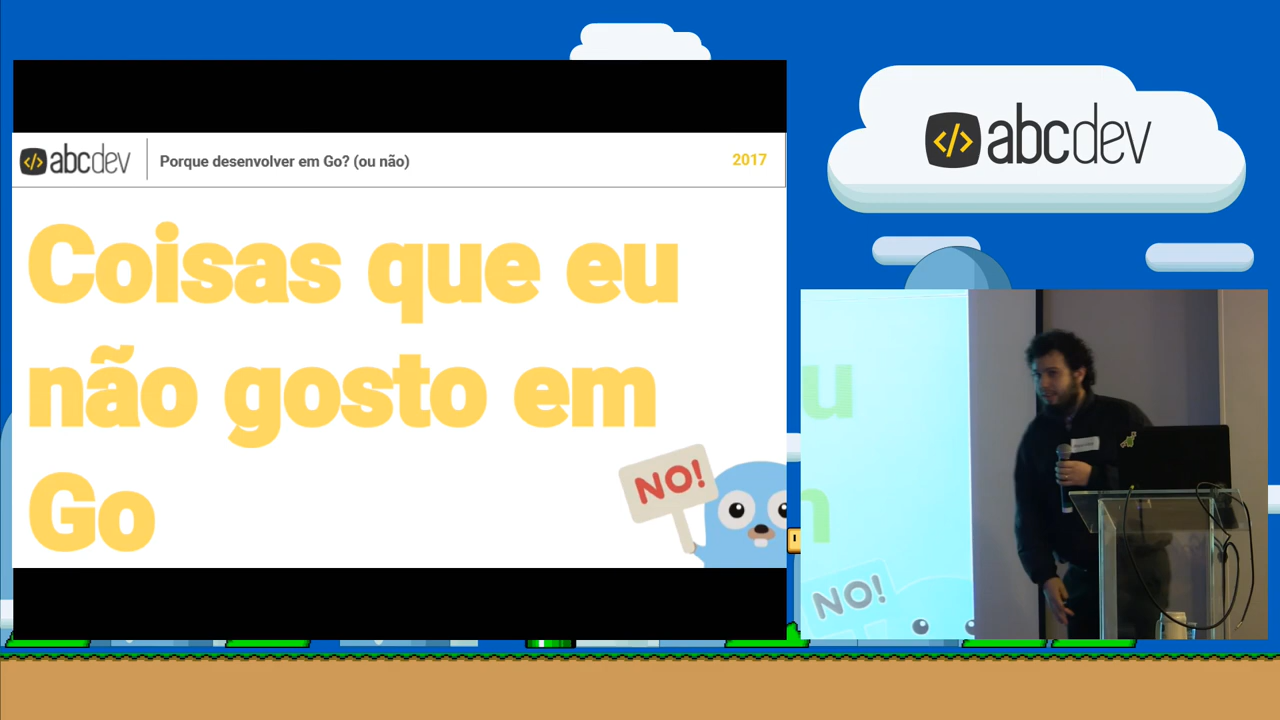 </> abcdev
Porque desenvolver em Go? (ou não)
2017
Coisas que eu
não gosto em
Go
NO!
</> abcdev
u
m
NO!